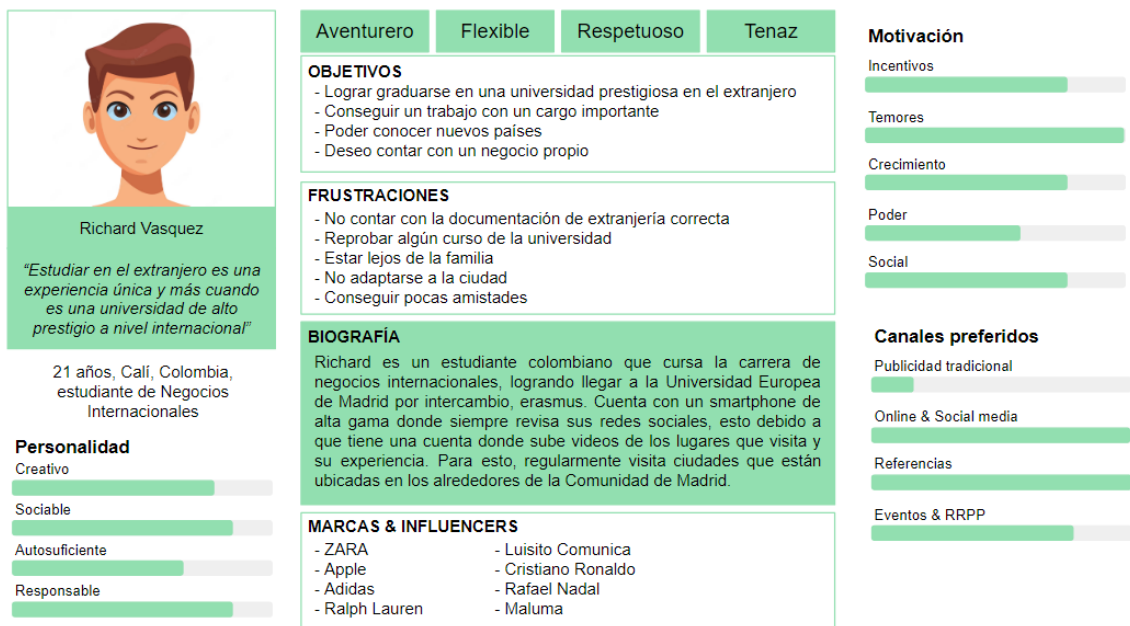 Richard Vasquez
“Estudiar en el extranjero es una
experiencia única y más cuando
es una universidad de alto
prestigio a nivel internacional”
21 años, Calí, Colombia,
estudiante de Negocios
Internacionales
Personalidad
Creativo
Sociable
Autosuficiente
Responsable
Aventurero
Flexible
Respetuoso
Tenaz
OBJETIVOS
- Lograr graduarse en una universidad prestigiosa en el extranjero
- Conseguir un trabajo con un cargo importante
- Poder conocer nuevos países
- Deseo contar con un negocio propio
FRUSTRACIONES
- No contar con la documentación de extranjería correcta
- Reprobar algún curso de la universidad
- Estar lejos de la familia
- No adaptarse a la ciudad
- Conseguir pocas amistades
BIOGRAFÍA
Richard es un estudiante colombiano que cursa la carrera de
negocios internacionales, logrando llegar a la Universidad Europea
de Madrid por intercambio, erasmus. Cuenta con un smartphone de
alta gama donde siempre revisa sus redes sociales, esto debido a
que tiene una cuenta donde sube videos de los lugares que visita y
su experiencia. Para esto, regularmente visita ciudades que están
ubicadas en los alrededores de la Comunidad de Madrid.
MARCAS & INFLUENCERS
- ZARA
- Apple
- Adidas
- Ralph Lauren
- Luisito Comunica
- Cristiano Ronaldo
- Rafael Nadal
- Maluma
Motivación
Incentivos
Temores
Crecimiento
Poder
Social
Canales preferidos
Publicidad tradicional
Online & Social media
Referencias
Eventos & RRPP